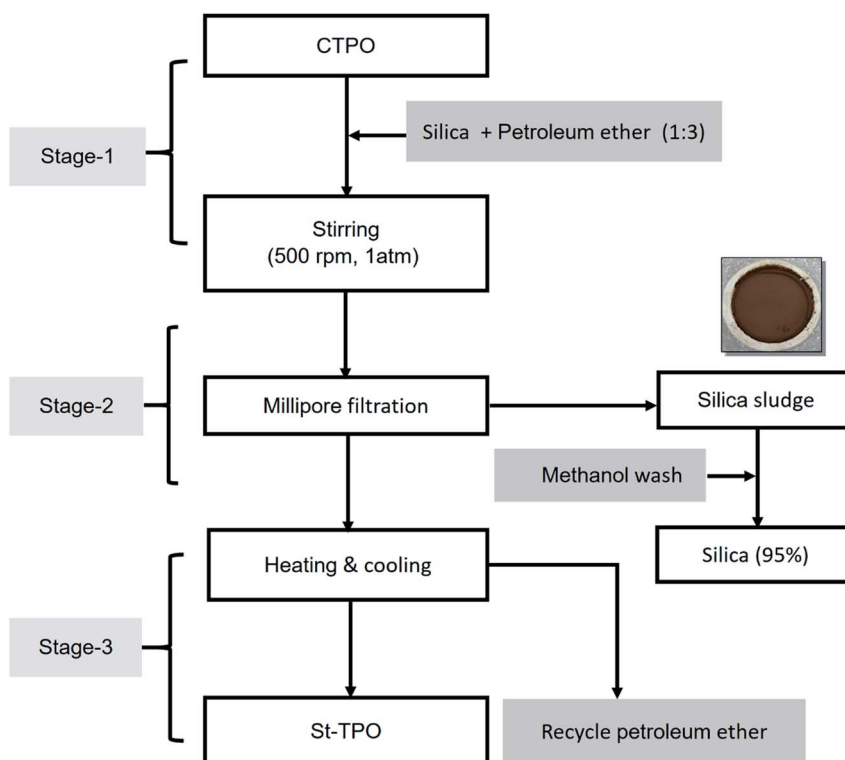 CTPO
Silica + Petroleum ether (1:3)
Stage-1
Stirring
(500 rpm, 1atm)
Stage-2
Millipore filtration
Silica sludge
Methanol wash
Silica (95%)
Heating & cooling
Stage-3
St-TPO
Recycle petroleum ether